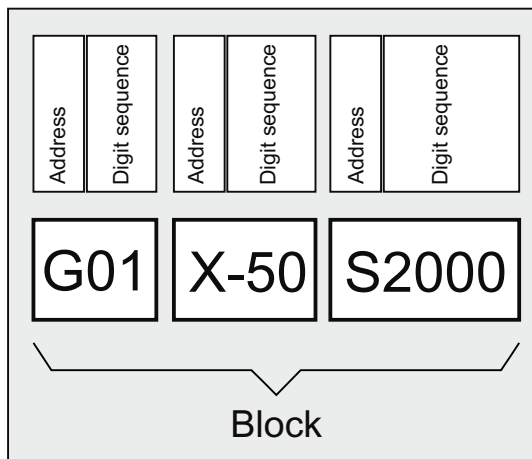 Address Digit sequence Address Digit sequence Address Digit sequence
G01 X-50 S2000
Block